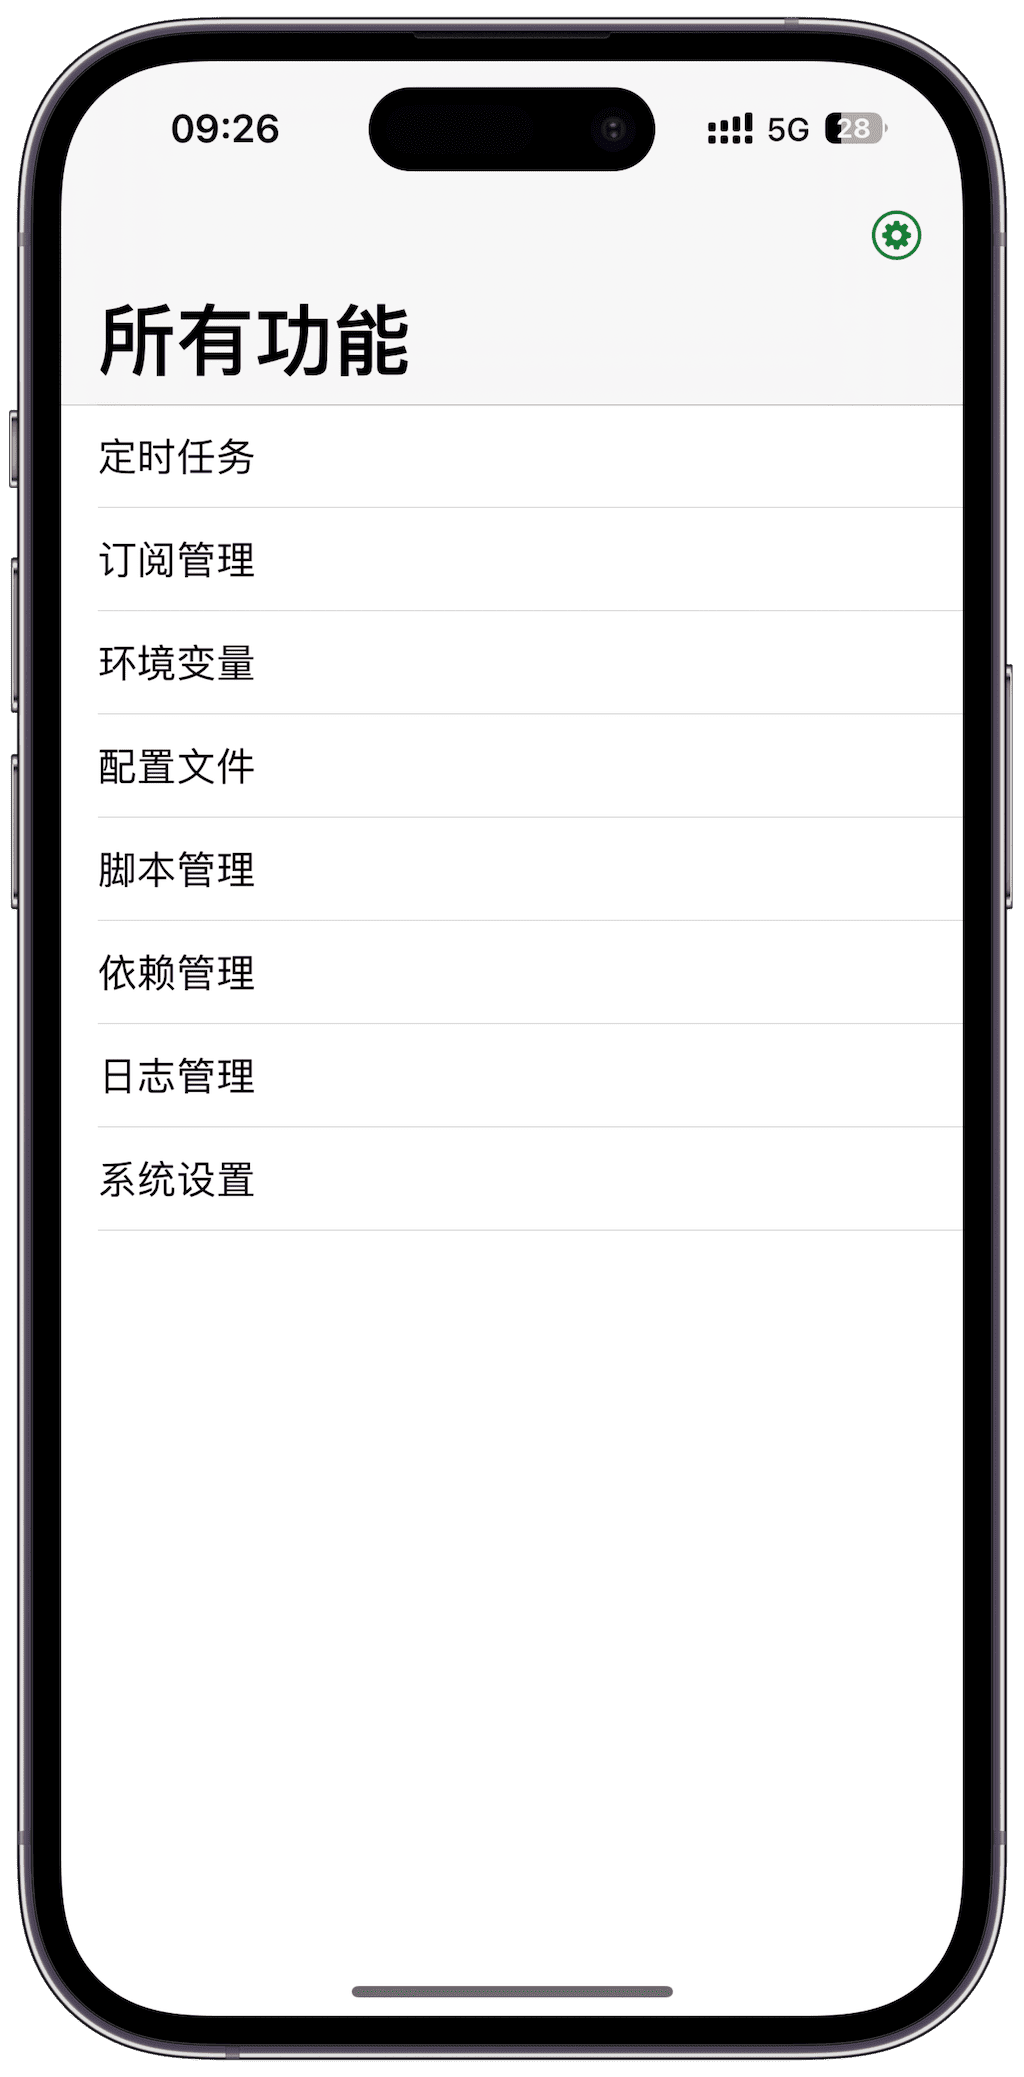 09:26
5G
28
所有功能
定时任务
订阅管理
环境变量
配置文件
脚本管理
依赖管理
日志管理
系统设置